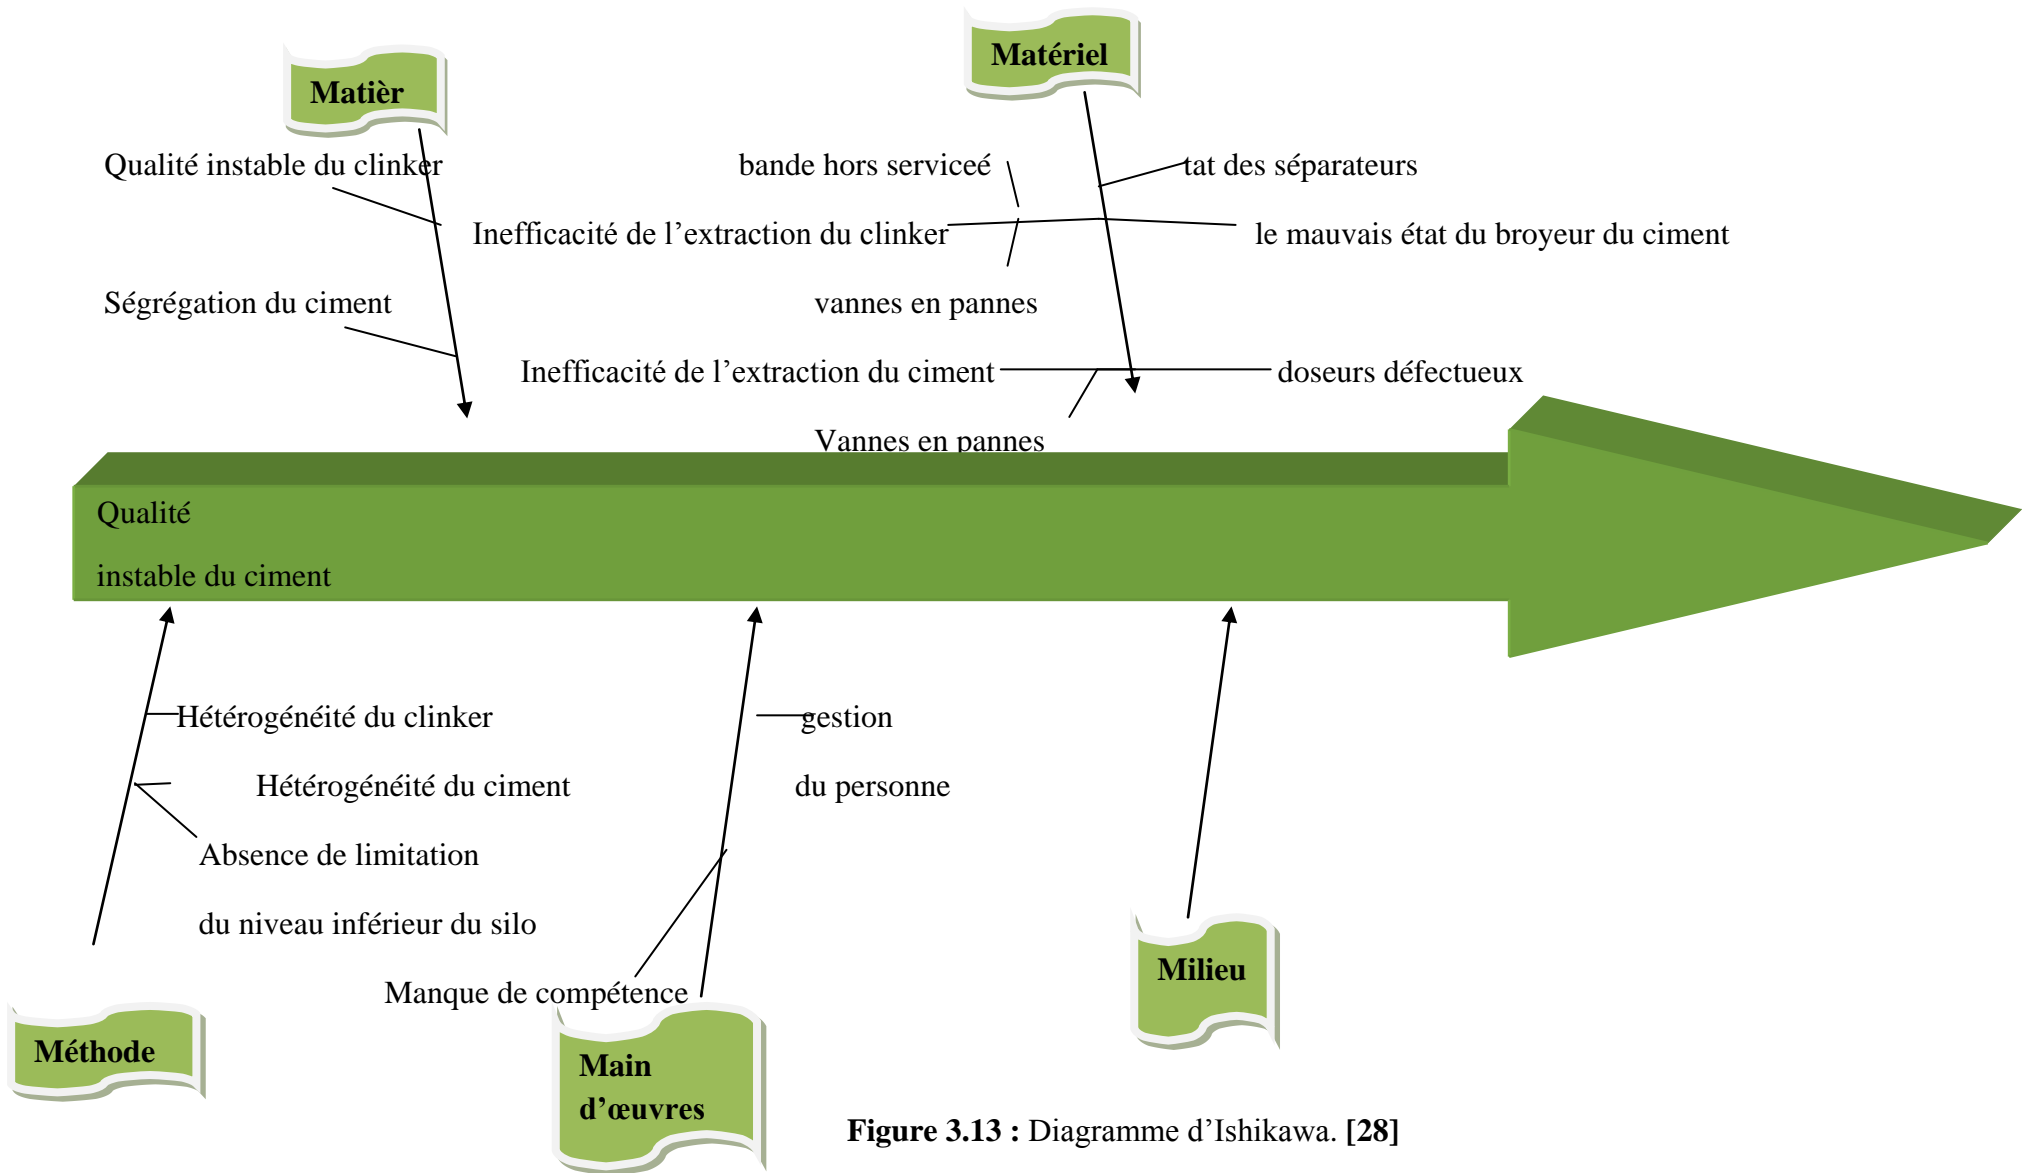 Matièr
Matériel
Qualité instable du clinker
bande hors serviceé
tat des séparateurs
Inefficacité de l’extraction du clinker
le mauvais état du broyeur du ciment
Ségrégation du ciment
vannes en pannes
Inefficacité de l’extraction du ciment
doseurs défectueux
Vannes en pannes
Qualité
instable du ciment
Hétérogénéité du clinker
gestion
Hétérogénéité du ciment
du personne
Absence de limitation
du niveau inférieur du silo
Manque de compétence
Milieu
Méthode
Main
d’œuvres
Figure 3.13 : Diagramme d’Ishikawa. [28]